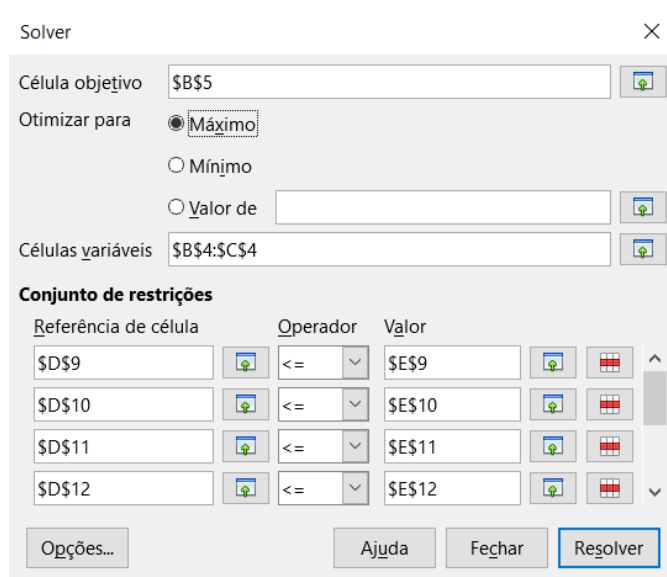 Solver
Célula objetivo $B$5
Otimizar para Máximo
Mínimo
Valor de
Células variáveis $B$4:$C$4
Conjunto de restrições
Referência de célula Operador Valor
$D$9 <= $E$9
$D$10 <= $E$10
$D$11 <= $E$11
$D$12 <= $E$12
Opções... Ajuda Fechar Resolver